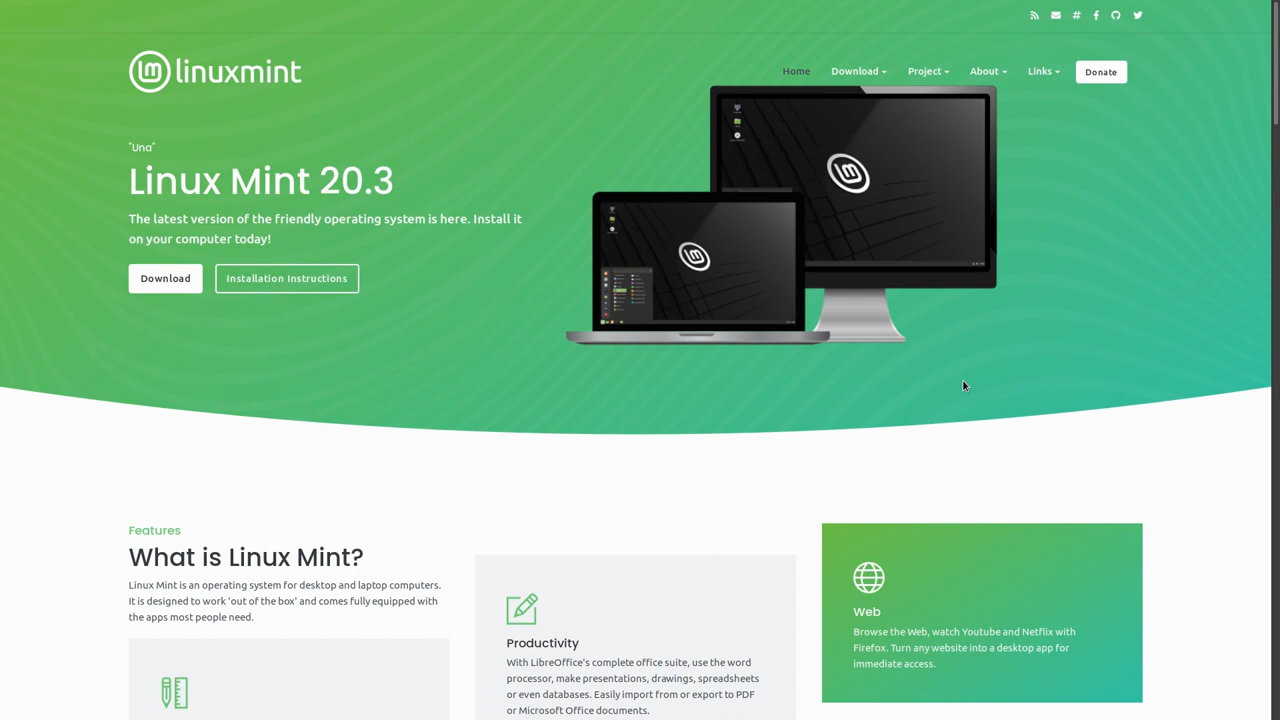 linuxmint
Home
Download
Project
About
Links
Donate
"Una"
Linux Mint 20.3
The latest version of the friendly operating system is here. Install it
on your computer today!
Download
Installation Instructions
Features
What is Linux Mint?
Linux Mint is an operating system for desktop and laptop computers.
It is designed to work 'out of the box' and comes fully equipped with
the apps most people need.
Productivity
With LibreOffice's complete office suite, use the word
processor, make presentations, drawings, spreadsheets
or even databases. Easily import from or export to PDF
or Microsoft Office documents.
Web
Browse the Web, watch Youtube and Netflix with
Firefox. Turn any website into a desktop app for
immediate access.